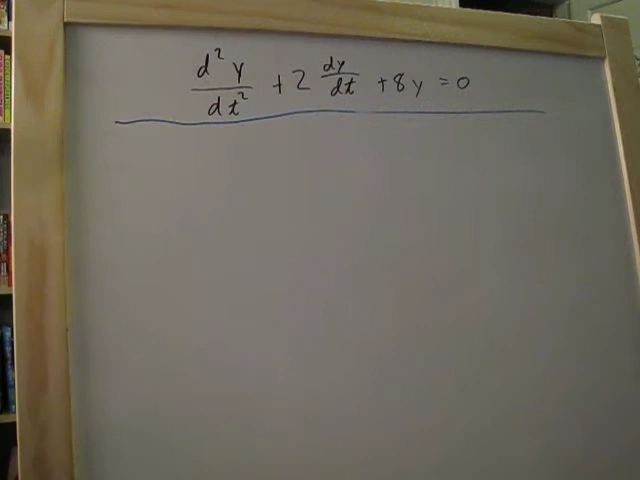 d²y/dt² + 2 dy/dt + 8y = 0